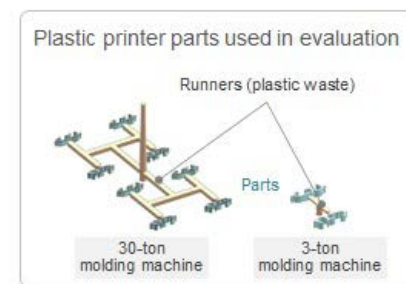 Plastic printer parts used in evaluation
Runners (plastic waste)
Parts
30-ton
molding machine
3-ton
molding machine